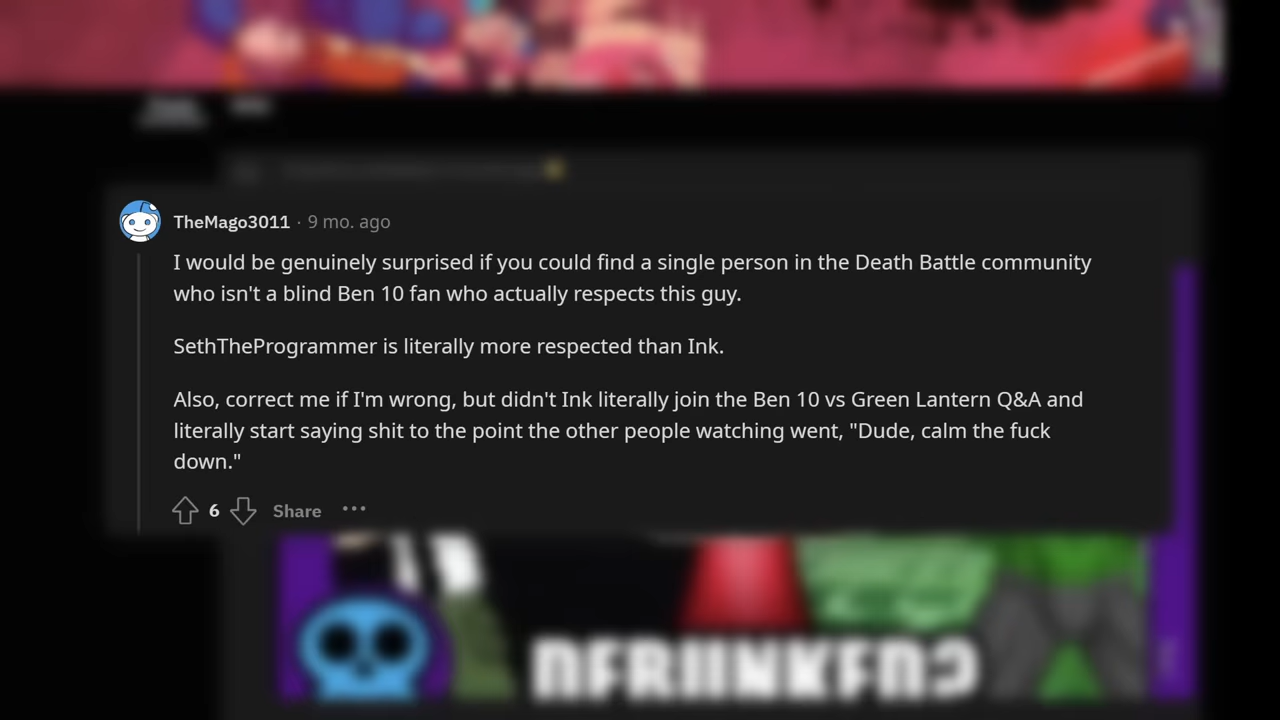 TheMago3011 · 9 mo. ago
I would be genuinely surprised if you could find a single person in the Death Battle community
who isn't a blind Ben 10 fan who actually respects this guy.
SethTheProgrammer is literally more respected than Ink.
Also, correct me if I'm wrong, but didn't Ink literally join the Ben 10 vs Green Lantern Q&A and
literally start saying shit to the point the other people watching went, "Dude, calm the fuck
down."
6 Share